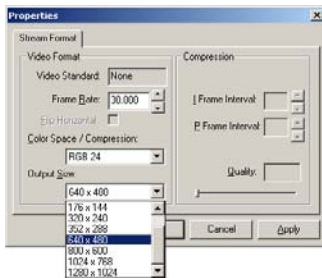 Properties
Stream Format
Video Format
Video Standard: None
Frame Rate: 30.000
Flip Horizontal:
Color Space / Compression:
RGB 24
Output Size:
640 x 480
176 x 144
320 x 240
352 x 288
640 x 480
800 x 600
1024 x 768
1280 x 1024
Compression
I Frame Interval:
P Frame Interval:
Quality:
Cancel
Apply